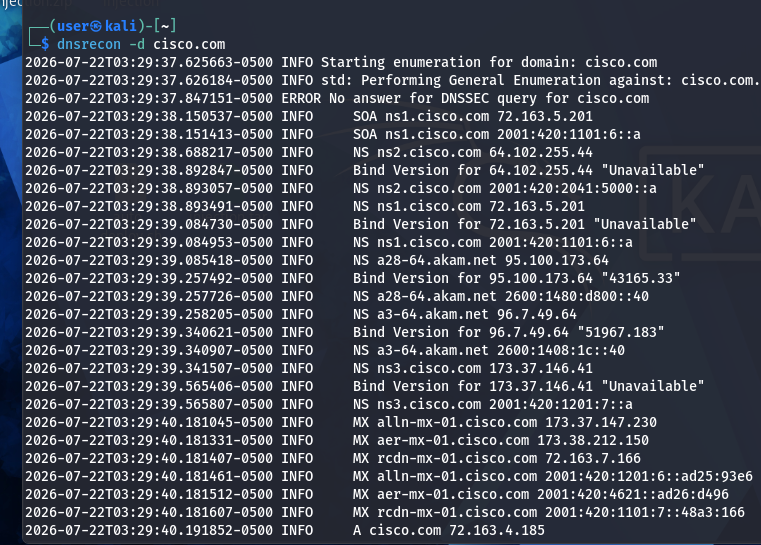 (user㉿kali)-[~]
$ dnsrecon -d cisco.com
2026-07-22T03:29:37.625663-0500 INFO Starting enumeration for domain: cisco.com
2026-07-22T03:29:37.626184-0500 INFO std: Performing General Enumeration against: cisco.com.
2026-07-22T03:29:37.847151-0500 ERROR No answer for DNSSEC query for cisco.com
2026-07-22T03:29:38.150537-0500 INFO SOA ns1.cisco.com 72.163.5.201
2026-07-22T03:29:38.151413-0500 INFO SOA ns1.cisco.com 2001:420:1101:6::a
2026-07-22T03:29:38.688217-0500 INFO NS ns2.cisco.com 64.102.255.44
2026-07-22T03:29:38.892847-0500 INFO Bind Version for 64.102.255.44 "Unavailable"
2026-07-22T03:29:38.893057-0500 INFO NS ns2.cisco.com 2001:420:2041:5000::a
2026-07-22T03:29:38.893491-0500 INFO NS ns1.cisco.com 72.163.5.201
2026-07-22T03:29:39.084730-0500 INFO Bind Version for 72.163.5.201 "Unavailable"
2026-07-22T03:29:39.084953-0500 INFO NS ns1.cisco.com 2001:420:1101:6::a
2026-07-22T03:29:39.085418-0500 INFO NS a28-64.akam.net 95.100.173.64
2026-07-22T03:29:39.257492-0500 INFO Bind Version for 95.100.173.64 "43165.33"
2026-07-22T03:29:39.257726-0500 INFO NS a28-64.akam.net 2600:1480:d800::40
2026-07-22T03:29:39.258205-0500 INFO NS a3-64.akam.net 96.7.49.64
2026-07-22T03:29:39.340621-0500 INFO Bind Version for 96.7.49.64 "51967.183"
2026-07-22T03:29:39.340907-0500 INFO NS a3-64.akam.net 2600:1408:1c::40
2026-07-22T03:29:39.341507-0500 INFO NS ns3.cisco.com 173.37.146.41
2026-07-22T03:29:39.565406-0500 INFO Bind Version for 173.37.146.41 "Unavailable"
2026-07-22T03:29:39.565807-0500 INFO NS ns3.cisco.com 2001:420:1201:7::a
2026-07-22T03:29:40.181045-0500 INFO MX alln-mx-01.cisco.com 173.37.147.230
2026-07-22T03:29:40.181331-0500 INFO MX aer-mx-01.cisco.com 173.38.212.150
2026-07-22T03:29:40.181407-0500 INFO MX rcdn-mx-01.cisco.com 72.163.7.166
2026-07-22T03:29:40.181461-0500 INFO MX alln-mx-01.cisco.com 2001:420:1201:6::ad25:93e6
2026-07-22T03:29:40.181512-0500 INFO MX aer-mx-01.cisco.com 2001:420:4621::ad26:d496
2026-07-22T03:29:40.181607-0500 INFO MX rcdn-mx-01.cisco.com 2001:420:1101:7::48a3:166
2026-07-22T03:29:40.191852-0500 INFO A cisco.com 72.163.4.185
KA